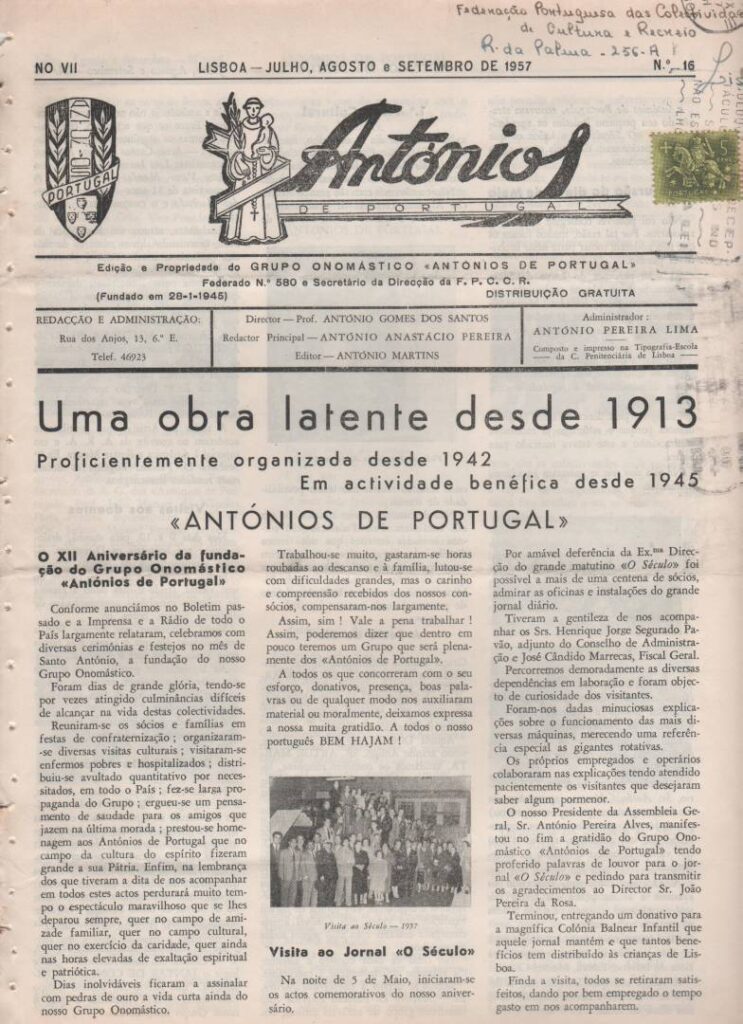 Federação Portuguesa das Colectividades
de Cultura e Recreio
R. da Palma - 256-A
NO VII
LISBOA — JULHO, AGOSTO e SETEMBRO DE 1957
N.º 16
PORTUGAL
Antónios
DE PORTUGAL
5
Edição e Propriedade do GRUPO ONOMÁSTICO «ANTÓNIOS DE PORTUGAL»
Federado N.º 580 e Secretário da Direcção da F. P. C. C. R.
(Fundado em 28-1-1945)
DISTRIBUIÇÃO GRATUITA
REDACÇÃO E ADMINISTRAÇÃO:
Rua dos Anjos, 13, 6.º E.
Telef. 46923
Director — Prof. ANTÓNIO GOMES DOS SANTOS
Redactor Principal — ANTÓNIO ANASTÁCIO PEREIRA
Editor — ANTÓNIO MARTINS
Administrador:
ANTÓNIO PEREIRA LIMA
Composto e impresso na Tipografia-Escola
da C. Penitenciária de Lisboa
Uma obra latente desde 1913
Proficientemente organizada desde 1942
Em actividade benéfica desde 1945
«ANTÓNIOS DE PORTUGAL»
O XII Aniversário da funda-
ção do Grupo Onomástico
«Antónios de Portugal»
Conforme anunciámos no Boletim pas-
sado e a Imprensa e a Rádio de todo o
País largamente relataram, celebramos com
diversas cerimónias e festejos no mês de
Santo António, a fundação do nosso
Grupo Onomástico.
Foram dias de grande glória, tendo-se
por vezes atingido culminâncias difíceis
de alcançar na vida destas colectividades.
Reuniram-se os sócios e famílias em
festas de confraternização; organizaram-
-se diversas visitas culturais; visitaram-se
enfermos pobres e hospitalizados; distri-
buiu-se avultado quantitativo por neces-
sitados, em todo o País; fez-se larga pro-
paganda do Grupo; ergueu-se um pensa-
mento de saudade para os amigos que
jazem na última morada; prestou-se home-
nagem aos Antónios de Portugal que no
campo da cultura do espírito fizeram
grande a sua Pátria. Enfim, na lembrança
dos que tiveram a dita de nos acompanhar
em todos estes actos perdurará muito tem-
po o espectáculo maravilhoso que se lhes
deparou sempre, quer no campo de ami-
zade familiar, quer no campo cultural,
quer no exercício da caridade, quer ainda
nas horas elevadas de exaltação espiritual
e patriótica.
Dias inolvidáveis ficaram a assinalar
com pedras de ouro a vida curta ainda do
nosso Grupo Onomástico.
Trabalhou-se muito, gastaram-se horas
roubadas ao descanso e à família, lutou-se
com dificuldades grandes, mas o carinho
e compreensão recebidos dos nossos con-
sócios, compensaram-nos largamente.
Assim, sim! Vale a pena trabalhar!
Assim, poderemos dizer que dentro em
pouco teremos um Grupo que será plena-
mente dos «Antónios de Portugal».
A todos os que concorreram com o seu
esforço, donativos, presença, boas pala-
vras ou de qualquer modo nos auxiliaram
material ou moralmente, deixamos expressa
a nossa muita gratidão. A todos o nosso
português BEM HAJAM!
Visita ao Século — 1957
Visita ao Jornal «O Século»
Na noite de 5 de Maio, iniciaram-se
os actos comemorativos do nosso aniver-
sário.
Por amável deferência da Ex.ma Direc-
ção do grande matutino «O Século» foi
possível a mais de uma centena de sócios,
admirar as oficinas e instalações do grande
jornal diário.
Tiveram a gentileza de nos acompa-
nhar os Srs. Henrique Jorge Segurado Pa-
vão, adjunto do Conselho de Administra-
ção e José Cândido Marrecas, Fiscal Geral.
Percorremos demoradamente as diversas
dependências em laboração e foram objec-
to de curiosidade dos visitantes.
Foram-nos dadas minuciosas explica-
ções sobre o funcionamento das mais di-
versas máquinas, merecendo uma referên-
cia especial as gigantes rotativas.
Os próprios empregados e operários
colaboraram nas explicações tendo atendido
pacientemente os visitantes que desejaram
saber algum pormenor.
O nosso Presidente da Assembleia Ge-
ral, Sr. António Pereira Alves, manifes-
tou no fim a gratidão do Grupo Ono-
mástico «Antónios de Portugal» tendo
proferido palavras de louvor para o jor-
nal «O Século» e pedindo para transmitir
os agradecimentos ao Director Sr. João
Pereira da Rosa.
Terminou, entregando um donativo para
a magnífica Colónia Balnear Infantil que
aquele jornal mantém e que tantos bene-
fícios tem distribuído às crianças de Lis-
boa.
Finda a visita, todos se retiraram satis-
feitos, dando por bem empregado o tempo
gasto em nos acompanharem.